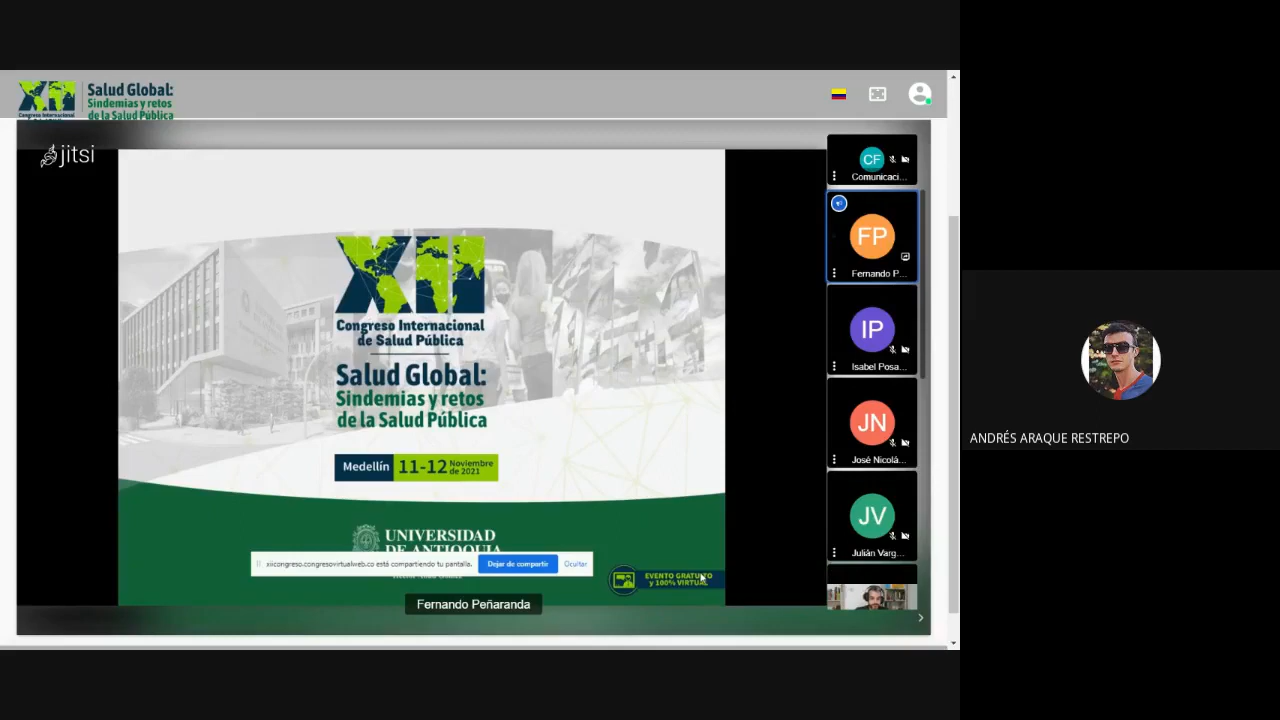 XII
Congreso Internacional
Salud Global:
Sindemias y retos
de la Salud Pública
jitsi
CF
Comunicaci...
FP
Fernando P...
IP
Isabel Posa...
JN
José Nicolá...
JV
Julián Varg...
XII
Congreso Internacional
de Salud Pública
Salud Global:
Sindemias y retos
de la Salud Pública
Medellín 11-12 Noviembre
de 2021
UNIVERSIDAD
DE ANTIOQUIA
xiicongreso.congresovirtualweb.co está compartiendo tu pantalla. Dejar de compartir Ocultar
EVENTO GRATUITO
y 100% VIRTUAL
Fernando Peñaranda
ANDRÉS ARAQUE RESTREPO